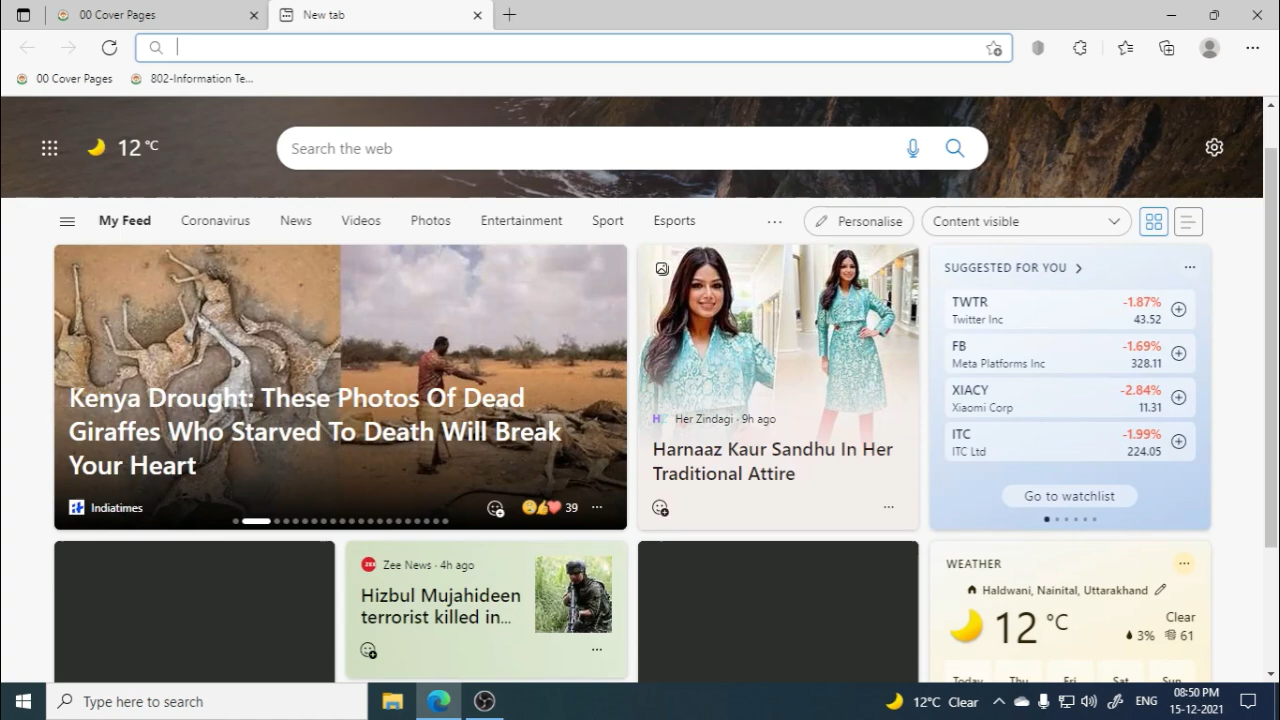 00 Cover Pages
New tab
00 Cover Pages
802-Information Te...
12 °C
Search the web
My Feed
Coronavirus
News
Videos
Photos
Entertainment
Sport
Esports
Personalise
Content visible
Kenya Drought: These Photos Of Dead
Giraffes Who Starved To Death Will Break
Your Heart
Indiatimes
39
Her Zindagi · 9h ago
Harnaaz Kaur Sandhu In Her
Traditional Attire
SUGGESTED FOR YOU
TWTR -1.87%
Twitter Inc 43.52
FB -1.69%
Meta Platforms Inc 328.11
XIACY -2.84%
Xiaomi Corp 11.31
ITC -1.99%
ITC Ltd 224.05
Go to watchlist
Zee News · 4h ago
Hizbul Mujahideen
terrorist killed in...
WEATHER
Haldwani, Nainital, Uttarakhand
12 °C
Clear
3% 61
Today Thu Fri Sat Sun
Type here to search
12°C Clear
ENG
08:50 PM
15-12-2021